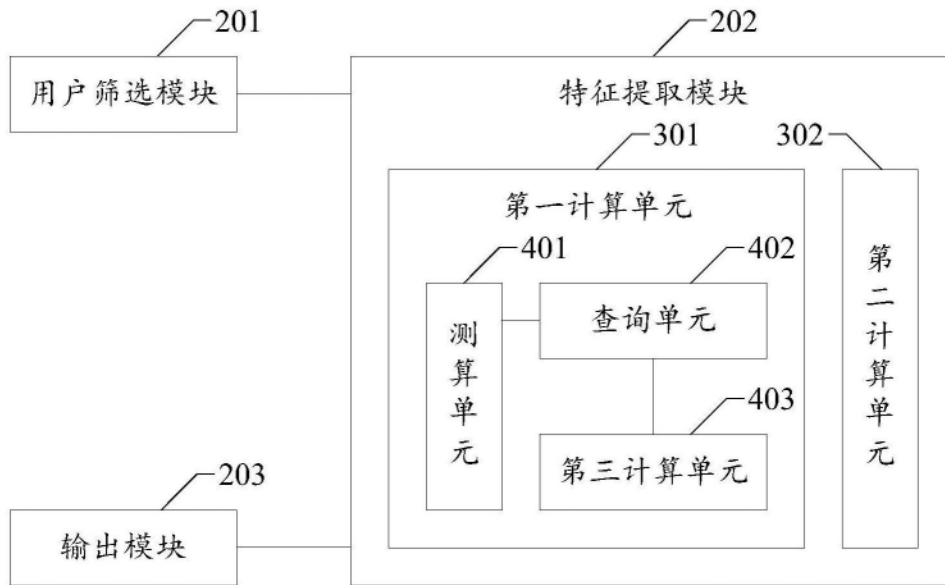 201
用户筛选模块
202
特征提取模块
301
第一计算单元
302
第二计算单元
401
测算单元
402
查询单元
403
第三计算单元
203
输出模块